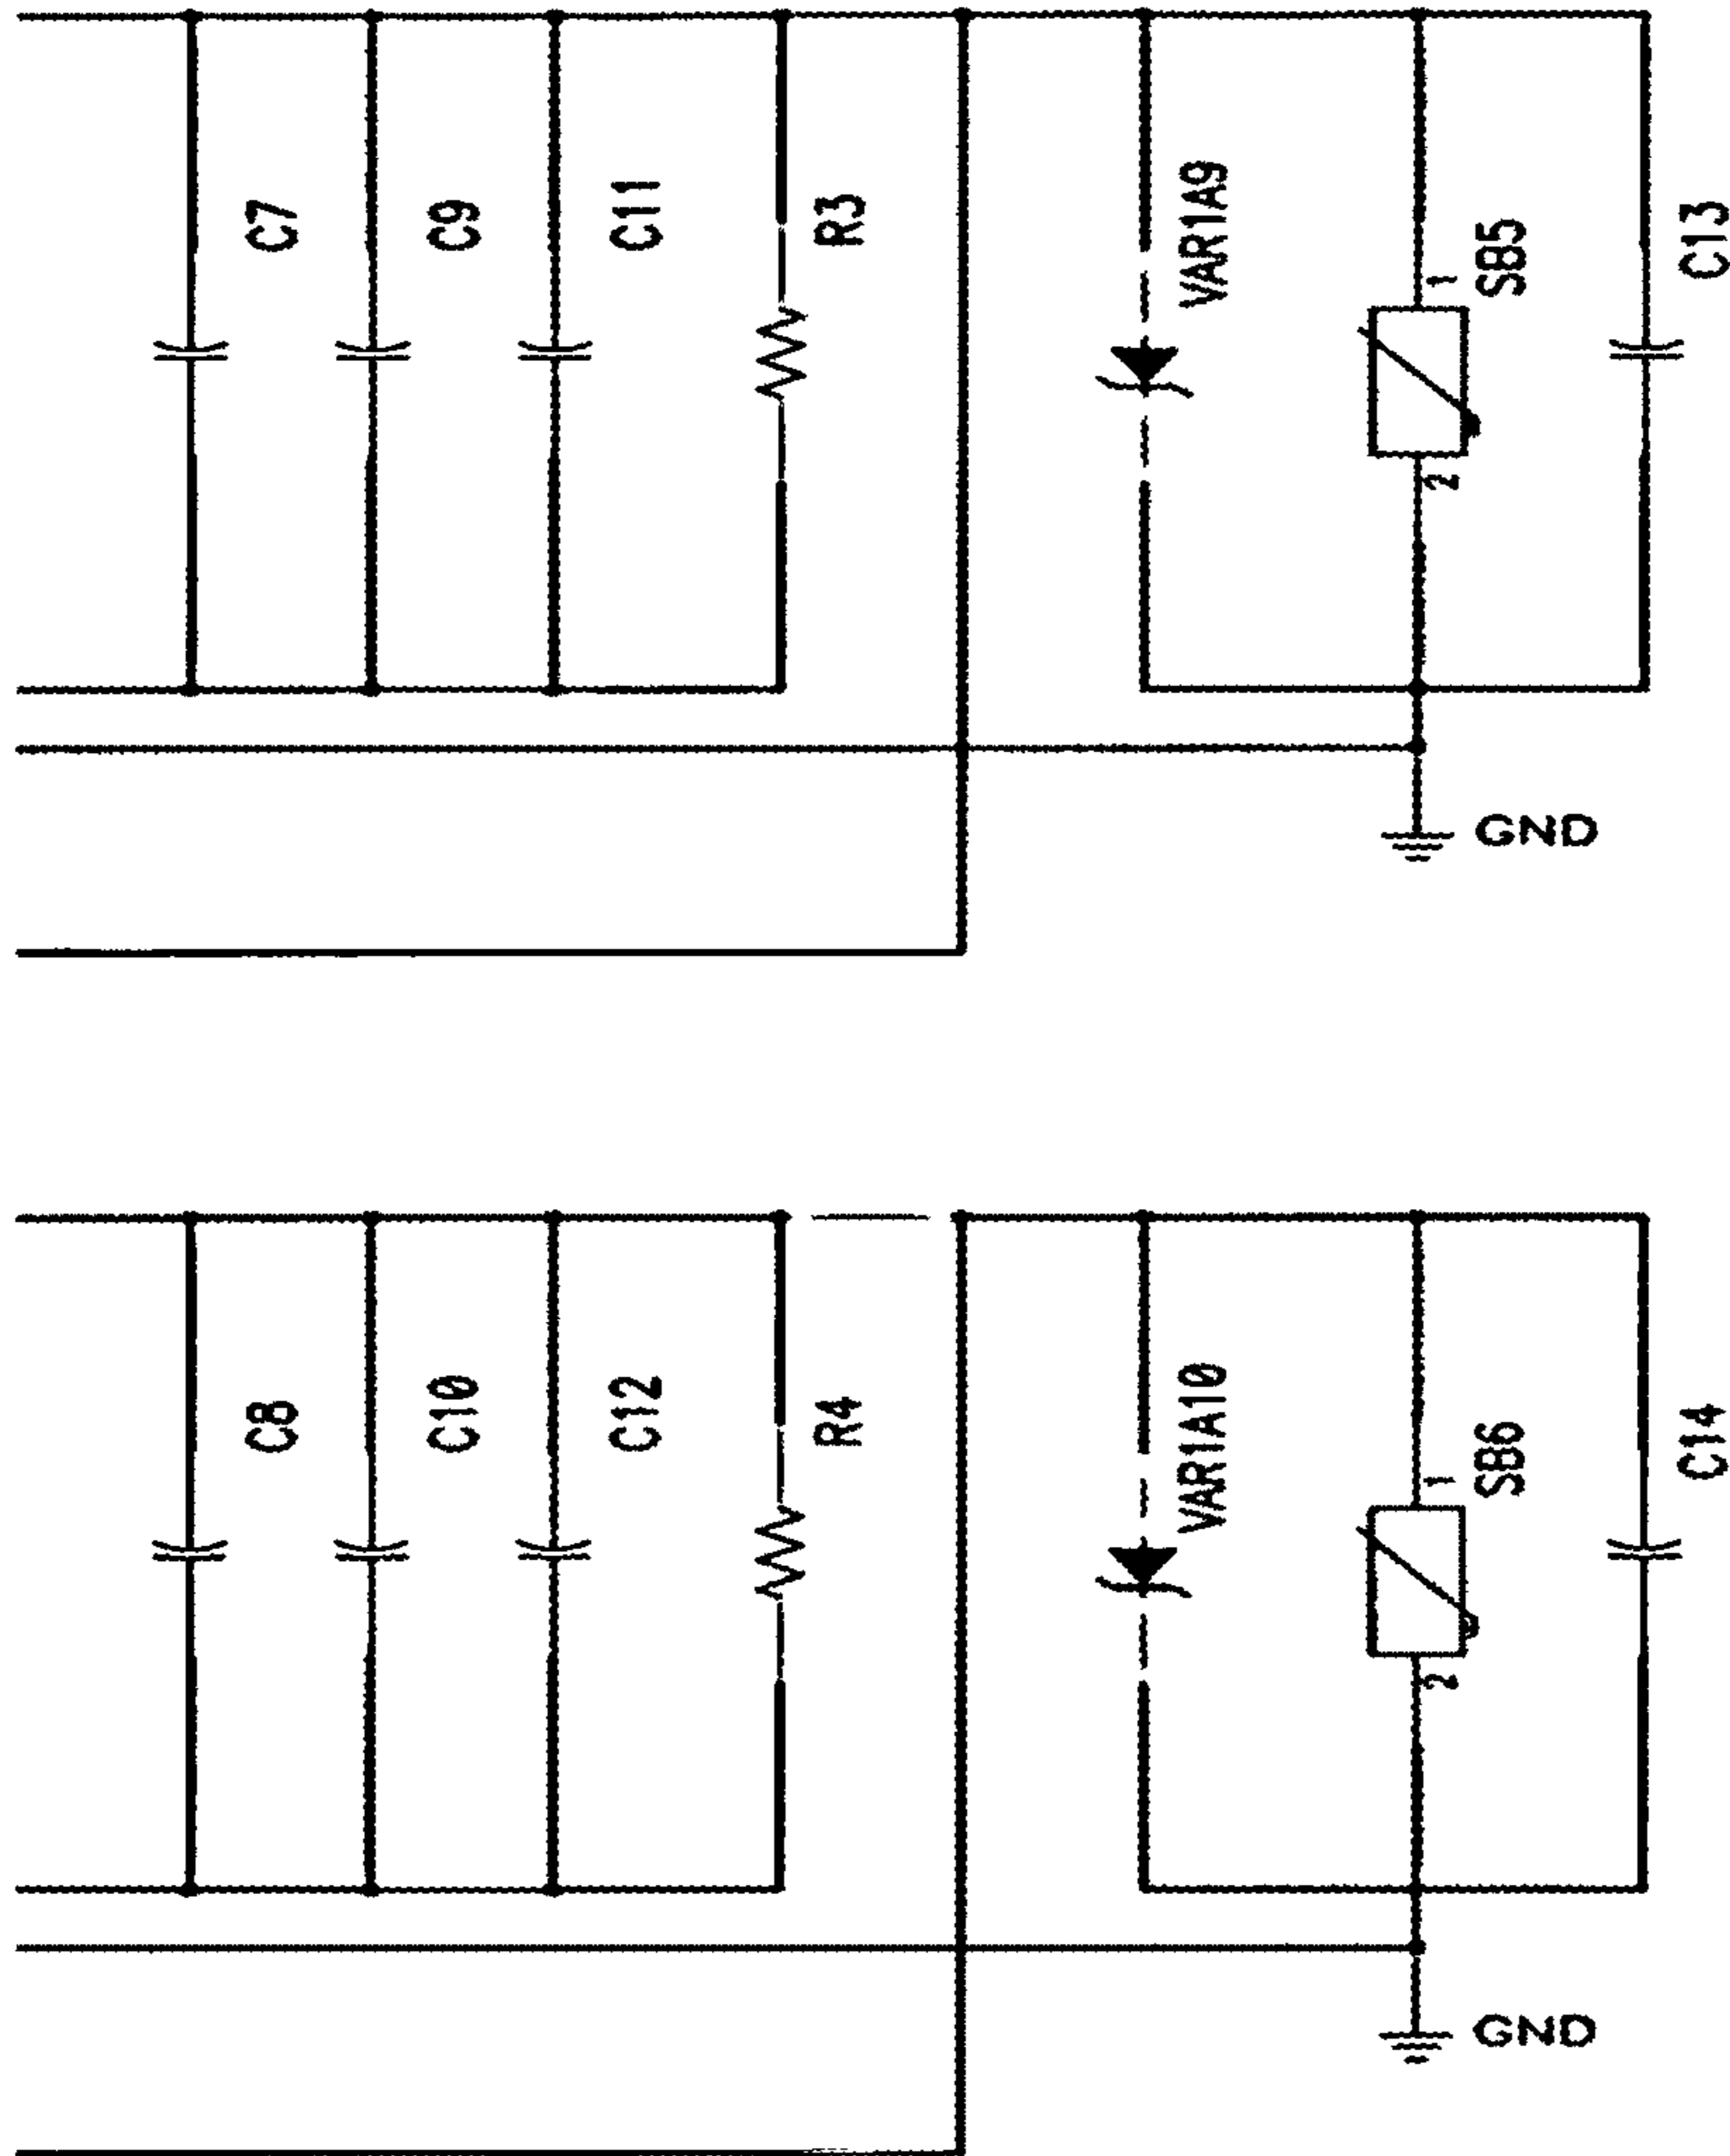 C7
C9
C11
R3
VAR1A9
1
SB5
2
C13
GND
C8
C10
C12
R4
VAR1A10
1
SB6
2
C14
GND